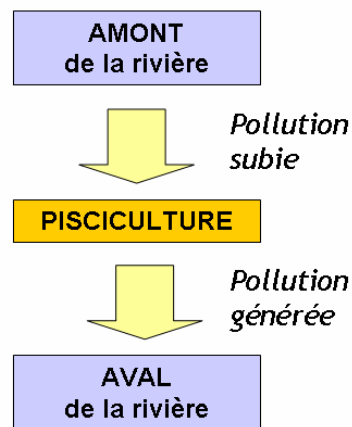 AMONT
de la rivière
Pollution
subie
PISCICULTURE
Pollution
générée
AVAL
de la rivière